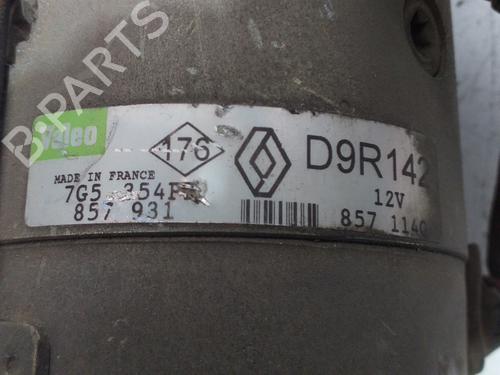 B-PARTS
Valeo
176
D9R142
MADE IN FRANCE
12V
857 931